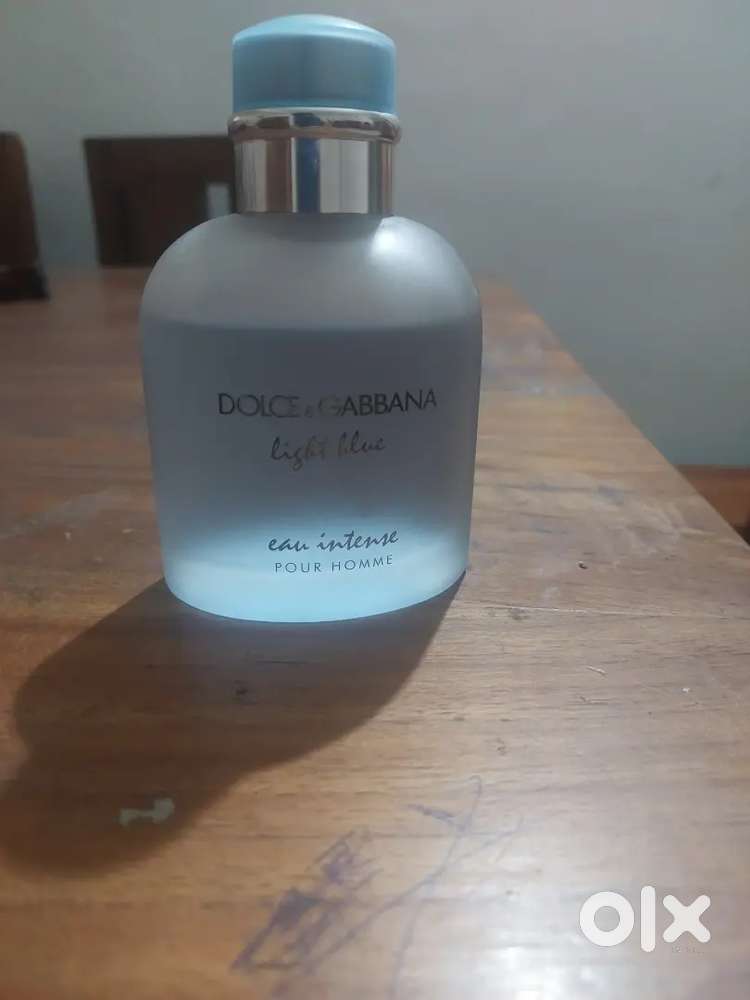 DOLCE & GABBANA
light blue
eau intense
POUR HOMME
olx